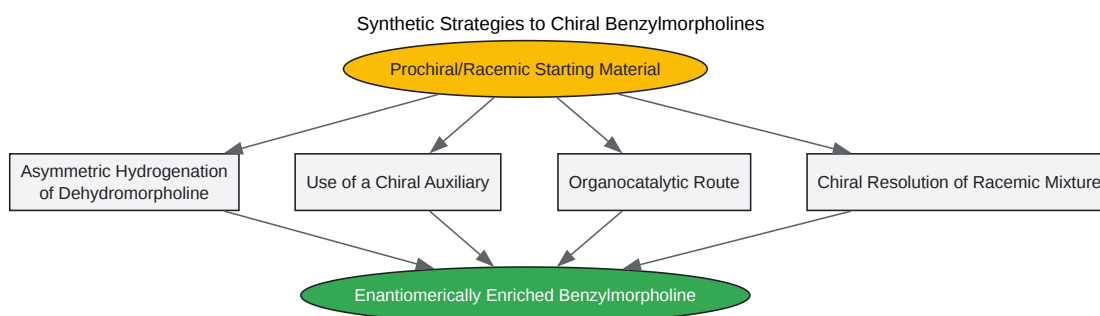 Synthetic Strategies to Chiral Benzylmorpholines
Prochiral/Racemic Starting Material
Asymmetric Hydrogenation
of Dehydromorpholine
Use of a Chiral Auxiliary
Organocatalytic Route
Chiral Resolution of Racemic Mixture
Enantiomerically Enriched Benzylmorpholine